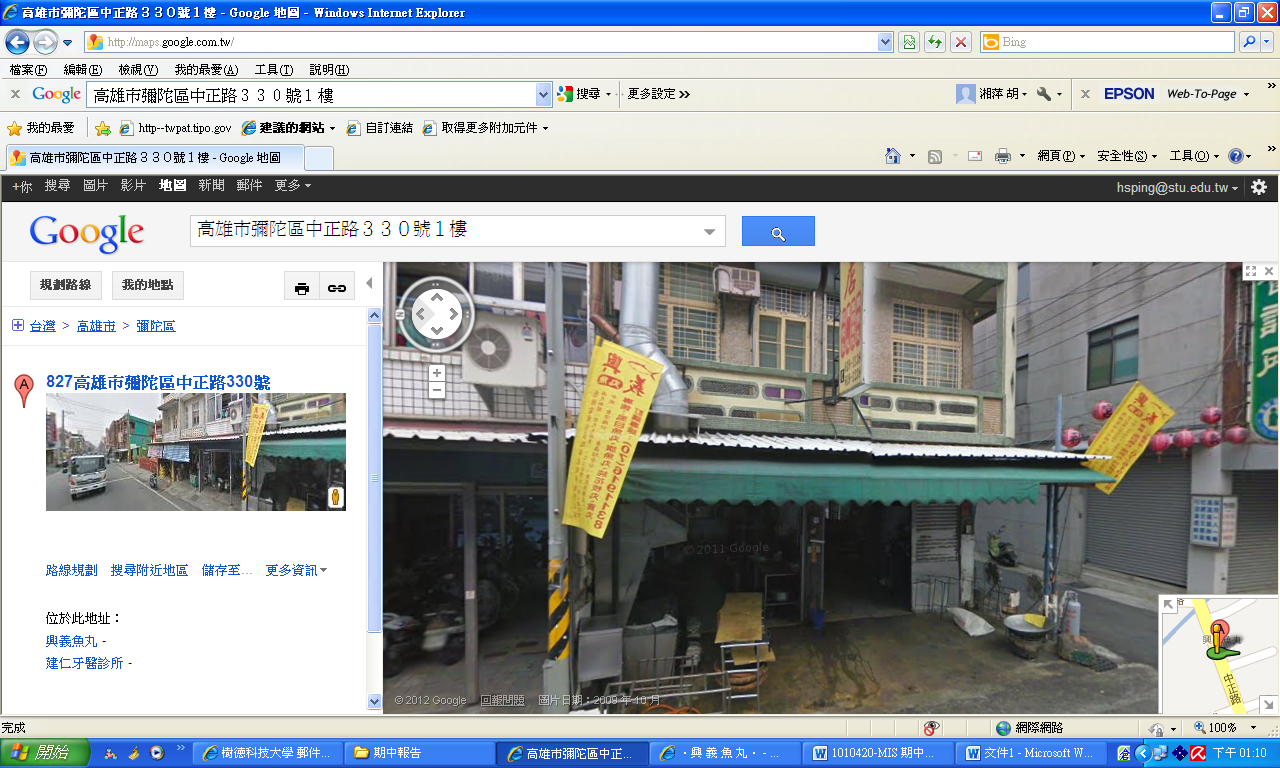 高雄市彌陀區中正路３３０號１樓 - Google 地圖 - Windows Internet Explorer
http://maps.google.com.tw/
Bing
檔案(F) 編輯(E) 檢視(V) 我的最愛(A) 工具(T) 說明(H)
Google 高雄市彌陀區中正路３３０號１樓 搜尋 更多設定 >>
EPSON Web-To-Page
我的最愛 http--twpat.tipo.gov 建議的網站 自訂連結 取得更多附加元件
高雄市彌陀區中正路３３０號１樓 - Google 地圖
網頁(P) 安全性(S) 工具(O)
+你 搜尋 圖片 影片 地圖 新聞 郵件 更多
hsping@stu.edu.tw
Google 高雄市彌陀區中正路３３０號１樓
規劃路線 我的地點
台灣 > 高雄市 > 彌陀區
A
827高雄市彌陀區中正路330號
路線規劃 搜尋附近地區 儲存至... 更多資訊
位於此地址：
興義魚丸 -
建仁牙醫診所 -
店
© 2011 Google
© 2012 Google 回報問題 圖片日期：2009 年 10 月
A
中正路
完成
網際網路
100%
開始
樹德科技大學 郵件...
期中報告
高雄市彌陀區中正...
‧興 義 魚 丸‧ - ...
1010420-MIS 期中...
文件1 - Microsoft W...
下午 01:10